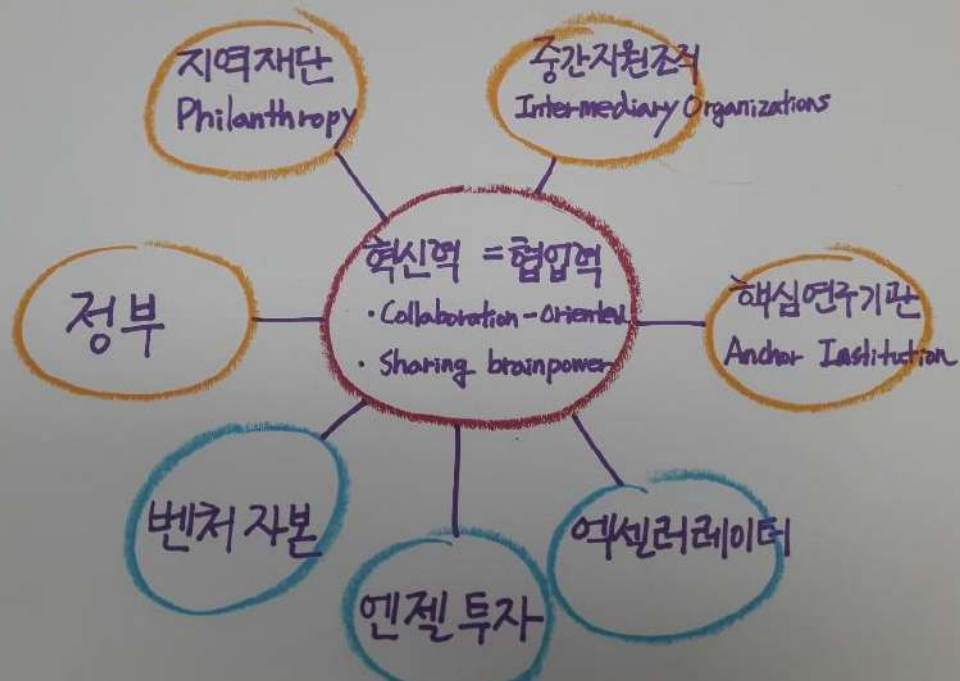 지역재단
Philanthropy
중간지원조직
Intermediary Organizations
혁신역 = 협업역
· Collaboration-Oriented
· Sharing brainpower
정부
핵심연구기관
Anchor Institution
벤처 자본
엔젤 투자
엑셀러레이터